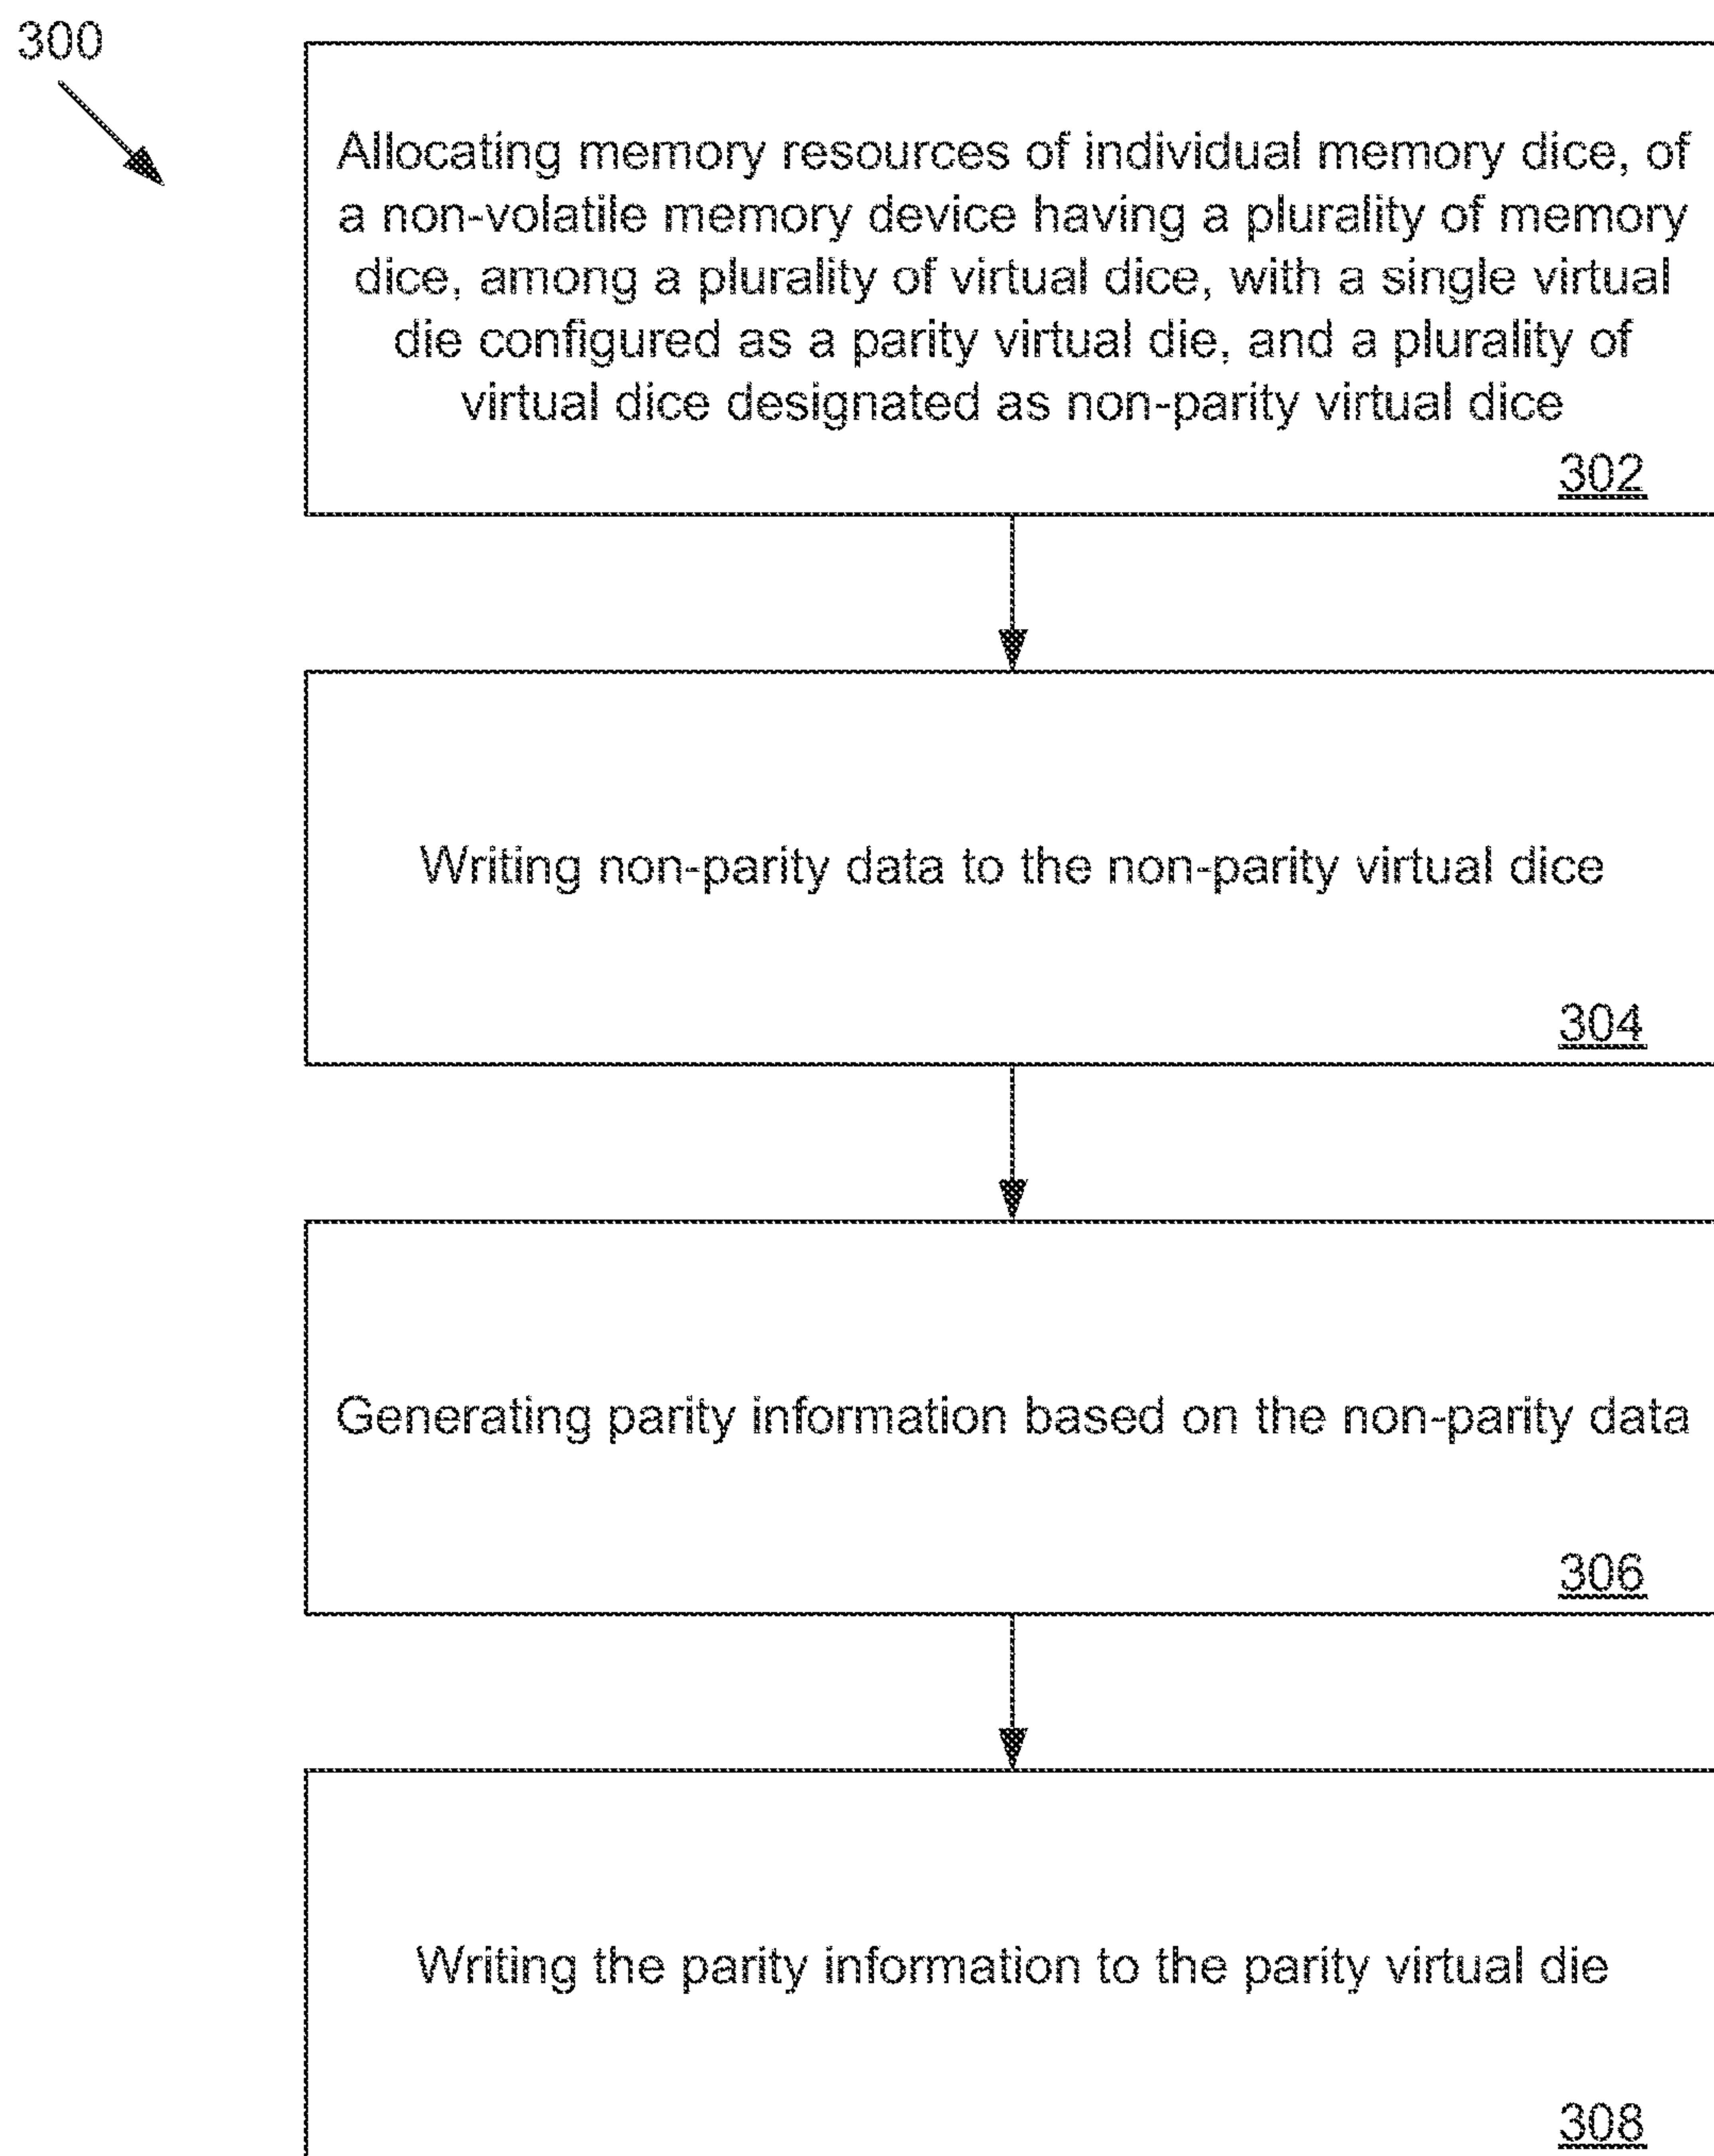 300
Allocating memory resources of individual memory dice, of
a non-volatile memory device having a plurality of memory
dice, among a plurality of virtual dice, with a single virtual
die configured as a parity virtual die, and a plurality of
virtual dice designated as non-parity virtual dice
302
Writing non-parity data to the non-parity virtual dice
304
Generating parity information based on the non-parity data
306
Writing the parity information to the parity virtual die
308